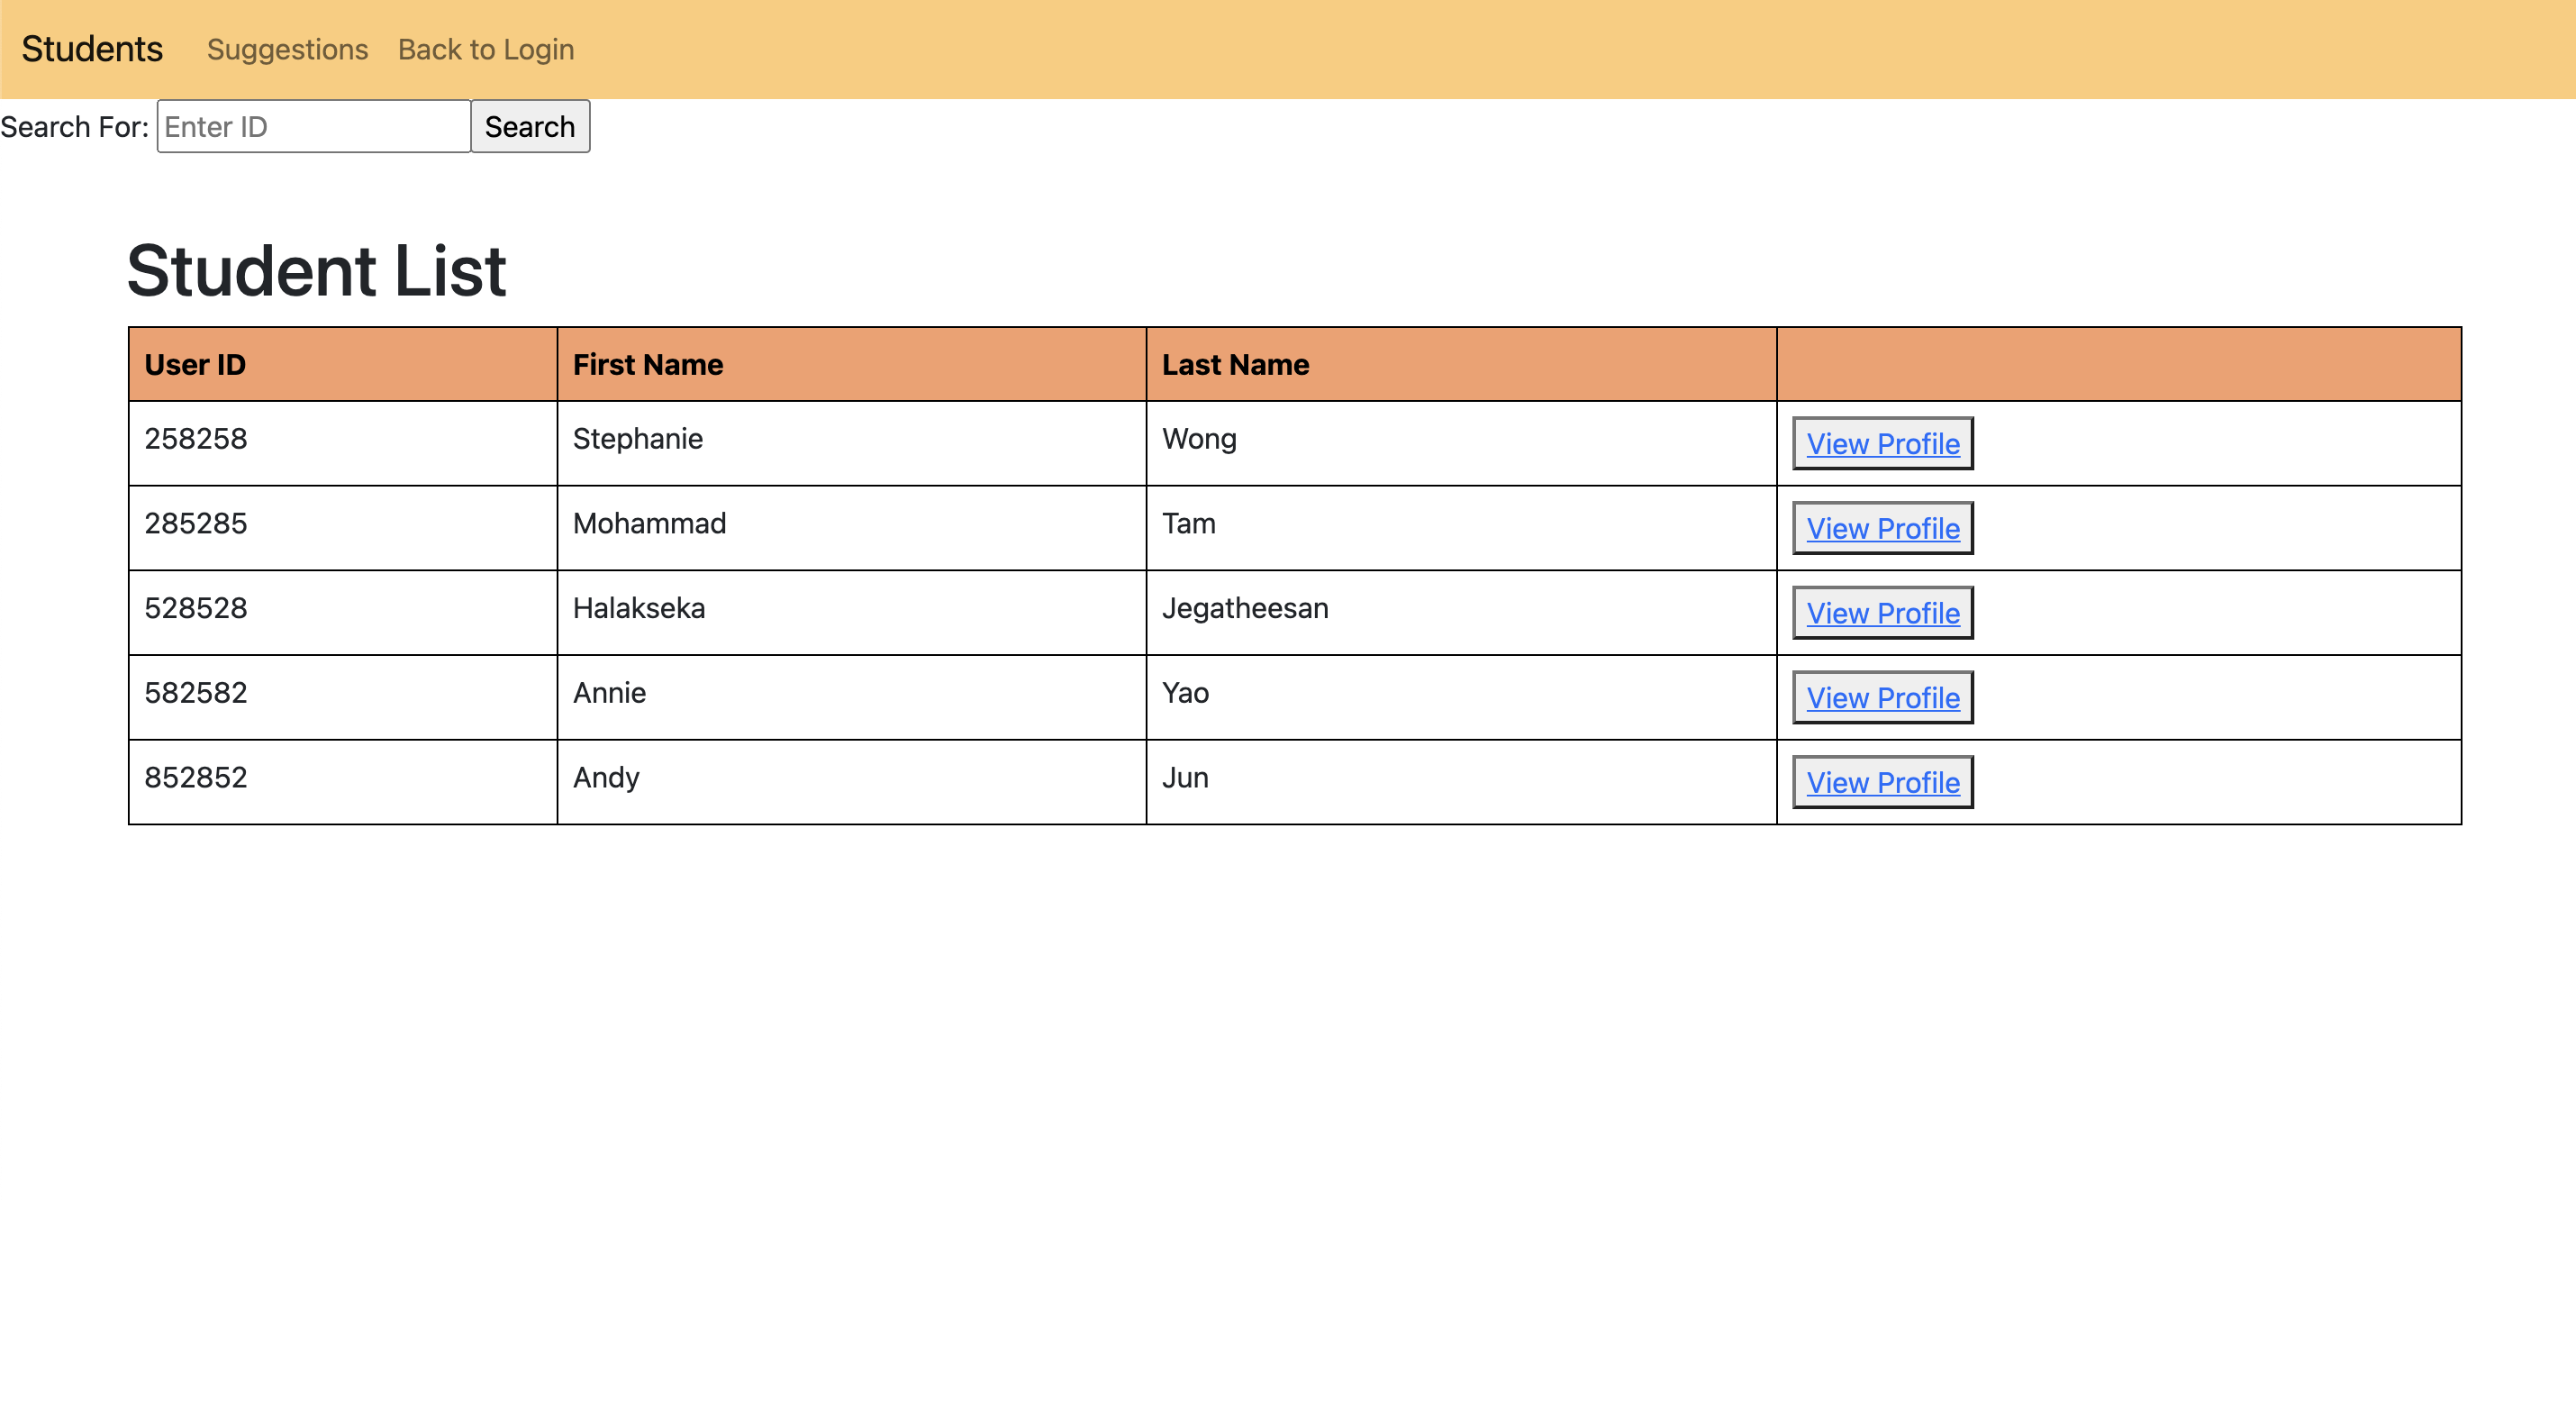 Students Suggestions Back to Login
Search For: Enter ID Search
Student List
User ID First Name Last Name
258258 Stephanie Wong View Profile
285285 Mohammad Tam View Profile
528528 Halakseka Jegatheesan View Profile
582582 Annie Yao View Profile
852852 Andy Jun View Profile